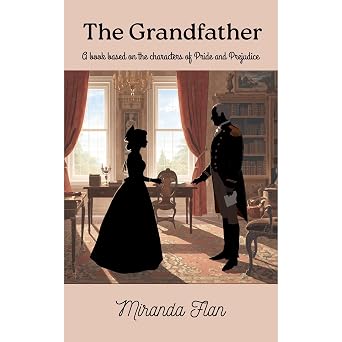 The Grandfather
A book based on the characters of Pride and Prejudice
Miranda Flan